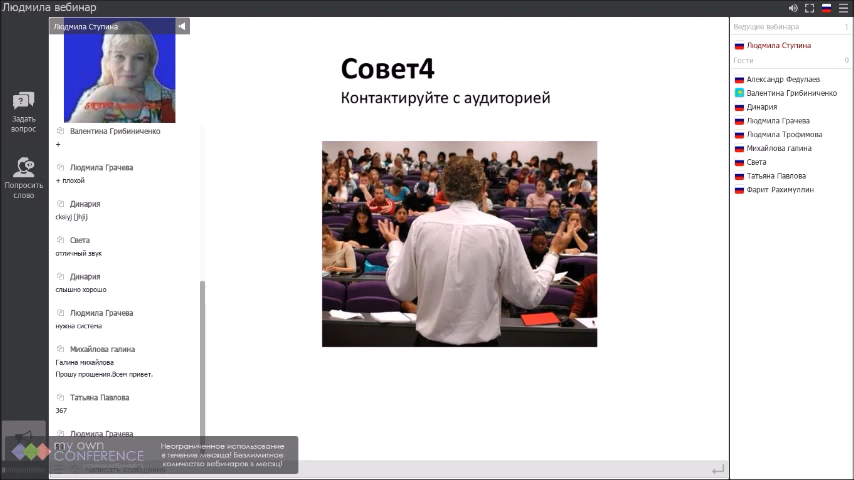 Людмила вебинар
Людмила Ступина
Задать
вопрос
Попросить
слово
Валентина Грибиниченко
+
Людмила Грачева
+ плохой
Динария
cksiyj [jhjij
Света
отличный звук
Динария
слышно хорошо
Людмила Грачева
нужна система
Михайлова галина
Галина михайлова
Прошу прощения.Всем привет.
Татьяна Павлова
367
Людмила Грачева
my own
CONFERENCE
Неограниченное использование
в течение месяца! Безлимитное
количество вебинаров в месяц!
Написать сообщение
Совет4
Контактируйте с аудиторией
Ведущие вебинара 1
Людмила Ступина
Гости 9
Александр Федулаев
Валентина Грибиниченко
Динария
Людмила Грачева
Людмила Трофимова
Михайлова галина
Света
Татьяна Павлова
Фарит Рахимуллин